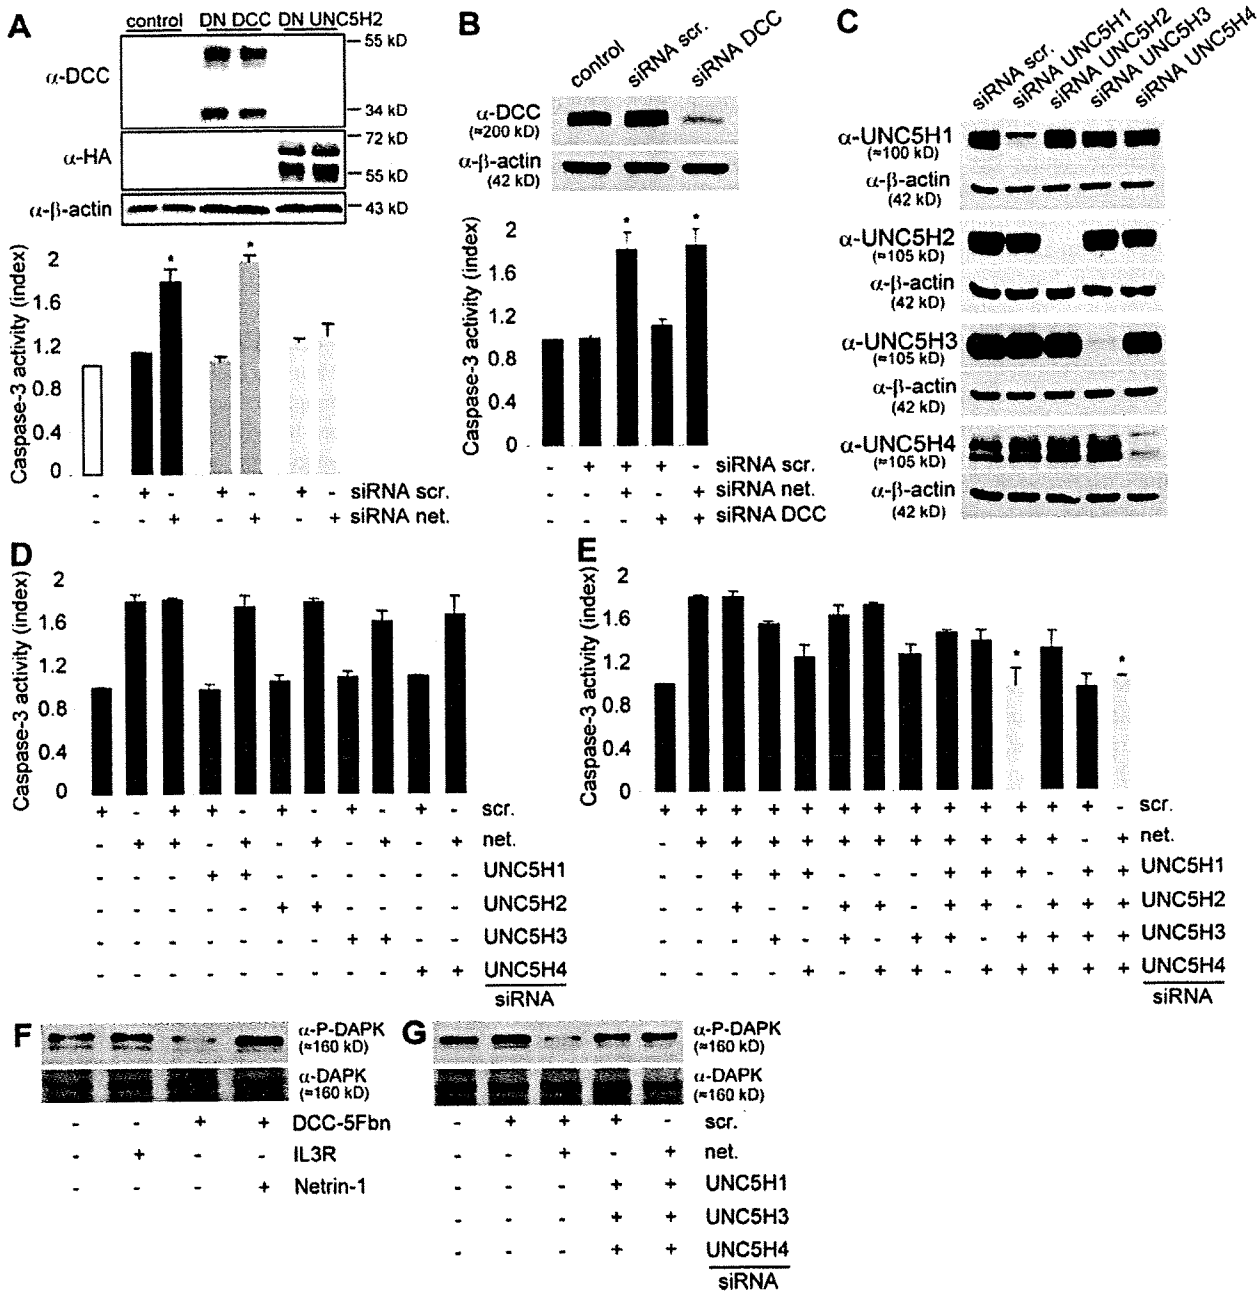 A
control DN DCC DN UNC5H2
α-DCC
55 kD
34 kD
α-HA
72 kD
55 kD
α-β-actin
43 kD
Caspase-3 activity (index)
2
1.6
1.2
0.8
0.4
0
* *
- + - + - + - siRNA scr.
- - + - + - + siRNA net.
B
control
siRNA scr.
siRNA DCC
α-DCC
(≈200 kD)
α-β-actin
(42 kD)
Caspase-3 activity (index)
2
1.6
1.2
0.8
0.4
0
* *
- + + + - siRNA scr.
- - + - + siRNA net.
- - - + + siRNA DCC
C
siRNA scr.
siRNA UNC5H1
siRNA UNC5H2
siRNA UNC5H3
siRNA UNC5H4
α-UNC5H1
(≈100 kD)
α-β-actin
(42 kD)
α-UNC5H2
(≈105 kD)
α-β-actin
(42 kD)
α-UNC5H3
(≈105 kD)
α-β-actin
(42 kD)
α-UNC5H4
(≈105 kD)
α-β-actin
(42 kD)
D
Caspase-3 activity (index)
2
1.6
1.2
0.8
0.4
0
+ - + + - + - + - + - scr.
- + + - + - + - + - + net.
- - - + + - - - - - - UNC5H1
- - - - - + + - - - - UNC5H2
- - - - - - - + + - - UNC5H3
- - - - - - - - - + + UNC5H4
siRNA
E
Caspase-3 activity (index)
2
1.6
1.2
0.8
0.4
0
* *
+ + + + + + + + + + + + + - scr.
- + + + + + + + + + + + - + net.
- - + + + - - - + + + - + + UNC5H1
- - + - - + + - + + - + + + UNC5H2
- - - + - + - + + - + + + + UNC5H3
- - - - + - + + - + + + + + UNC5H4
siRNA
F
α-P-DAPK
(≈160 kD)
α-DAPK
(≈160 kD)
- - + + DCC-5Fbn
- + - - IL3R
- - - + Netrin-1
G
α-P-DAPK
(≈160 kD)
α-DAPK
(≈160 kD)
- + + + - scr.
- - + - + net.
- - - + + UNC5H1
- - - + + UNC5H3
- - - + + UNC5H4
siRNA